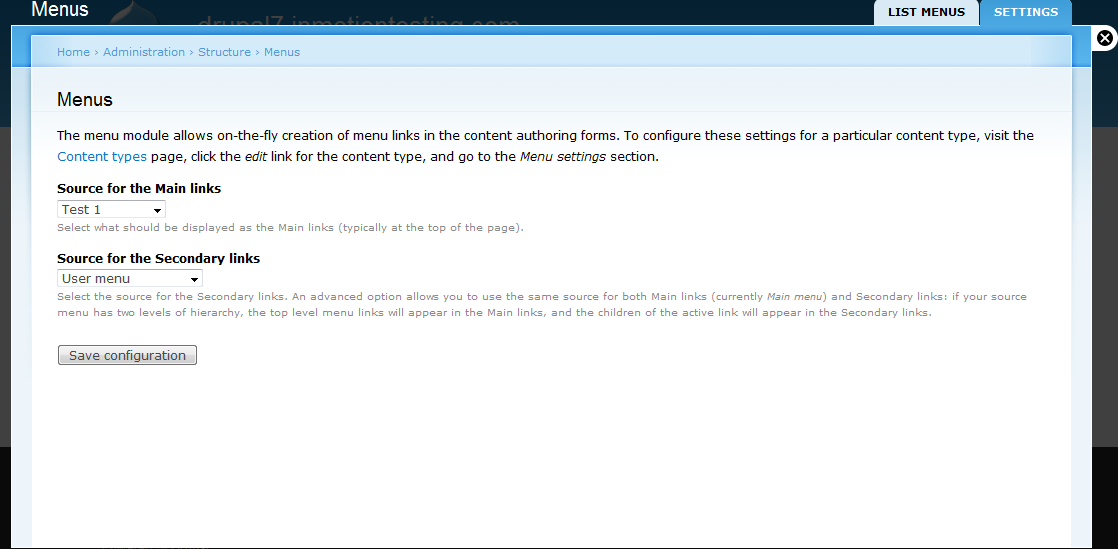 Menus
drupal7.inmotiontesting.com
LIST MENUS
SETTINGS
Home › Administration › Structure › Menus
Menus
The menu module allows on-the-fly creation of menu links in the content authoring forms. To configure these settings for a particular content type, visit the
Content types page, click the edit link for the content type, and go to the Menu settings section.
Source for the Main links
Test 1
Select what should be displayed as the Main links (typically at the top of the page).
Source for the Secondary links
User menu
Select the source for the Secondary links. An advanced option allows you to use the same source for both Main links (currently Main menu) and Secondary links: if your source
menu has two levels of hierarchy, the top level menu links will appear in the Main links, and the children of the active link will appear in the Secondary links.
Save configuration